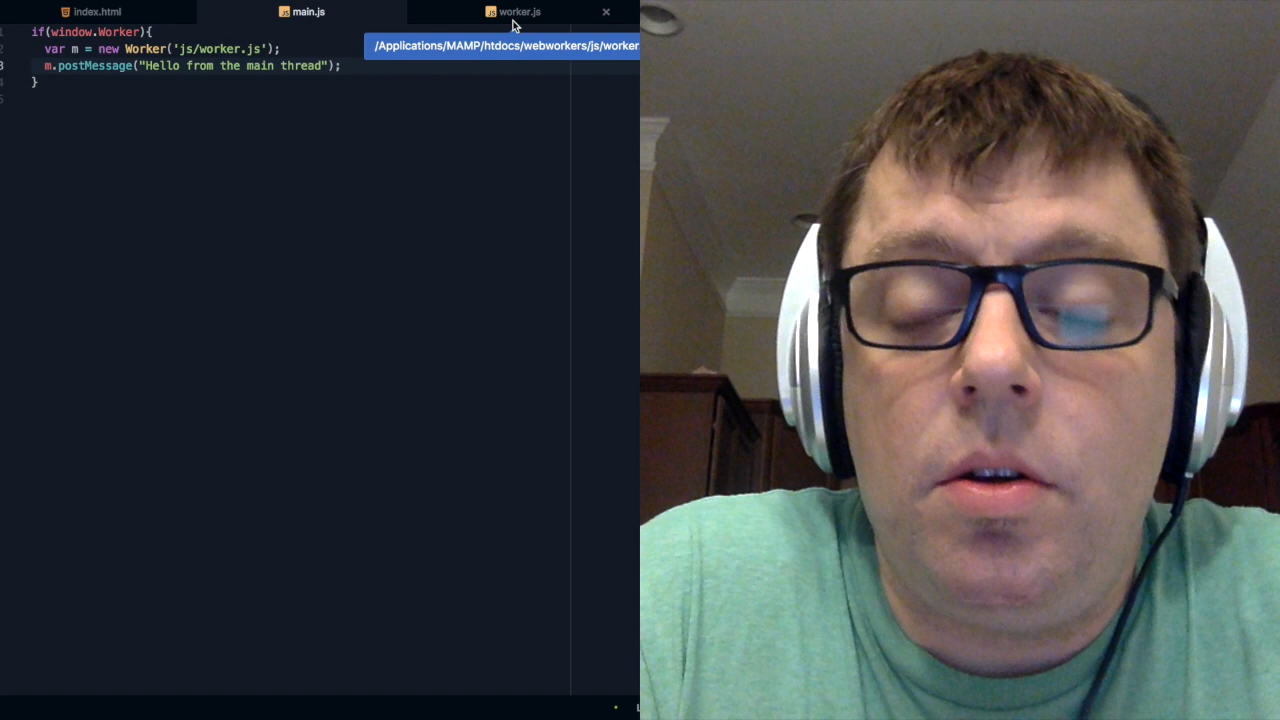 index.html
main.js
worker.js
/Applications/MAMP/htdocs/webworkers/js/worker
1 if(window.Worker){
2 var m = new Worker('js/worker.js');
3 m.postMessage("Hello from the main thread");
4 }
5